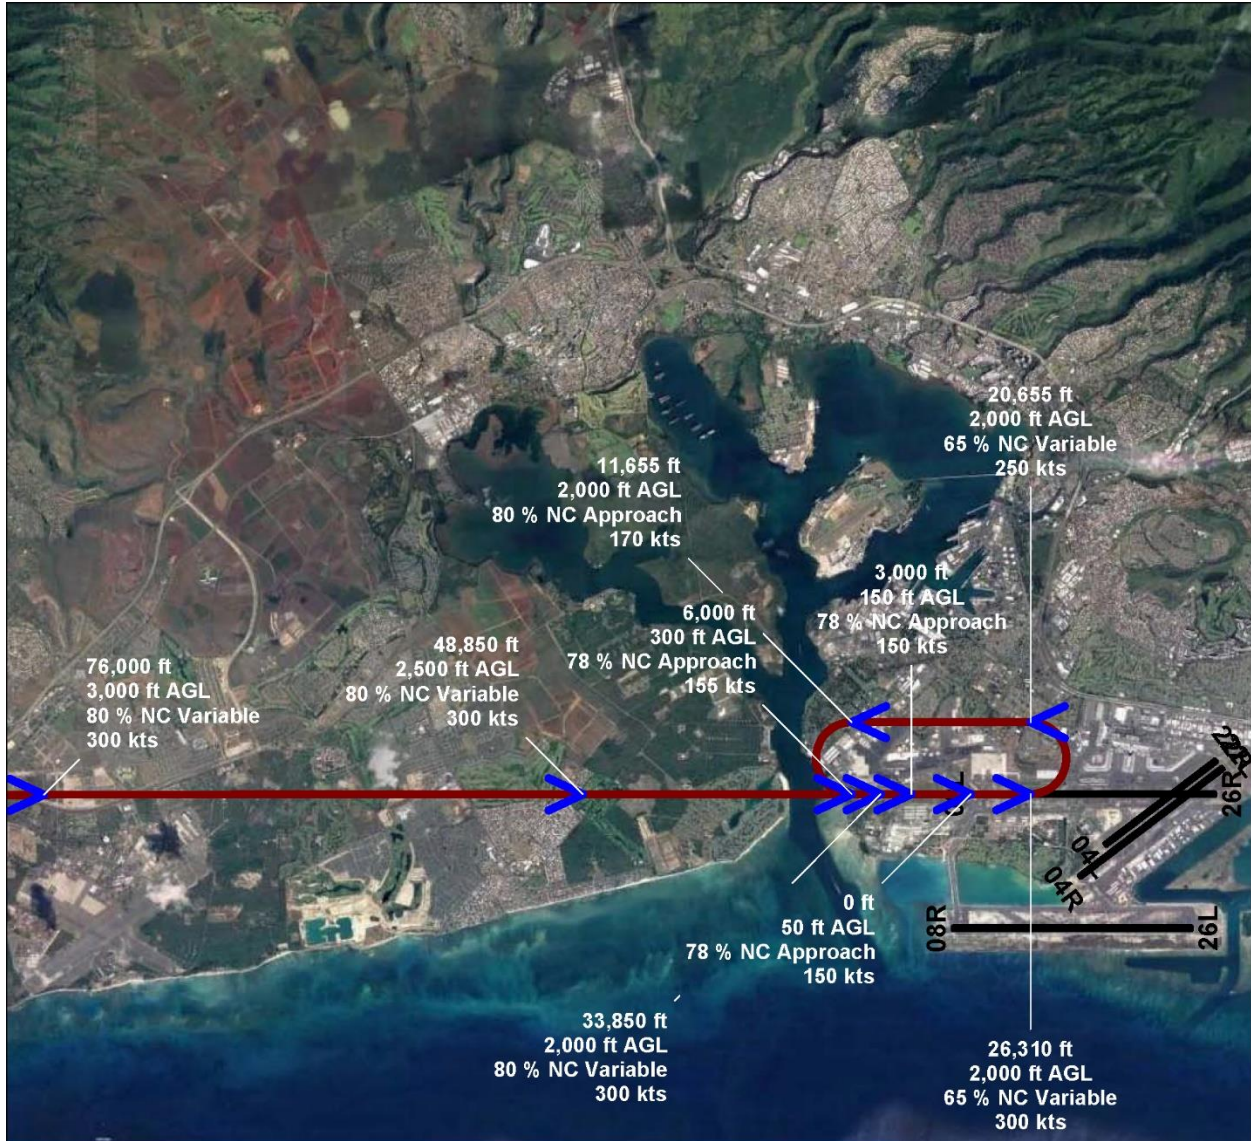 20,655 ft
2,000 ft AGL
65 % NC Variable
250 kts
11,655 ft
2,000 ft AGL
80 % NC Approach
170 kts
3,000 ft
150 ft AGL
78 % NC Approach
150 kts
6,000 ft
300 ft AGL
78 % NC Approach
155 kts
48,850 ft
2,500 ft AGL
80 % NC Variable
300 kts
76,000 ft
3,000 ft AGL
80 % NC Variable
300 kts
26R
04R
08R
26L
0 ft
50 ft AGL
78 % NC Approach
150 kts
33,850 ft
2,000 ft AGL
80 % NC Variable
300 kts
26,310 ft
2,000 ft AGL
65 % NC Variable
300 kts